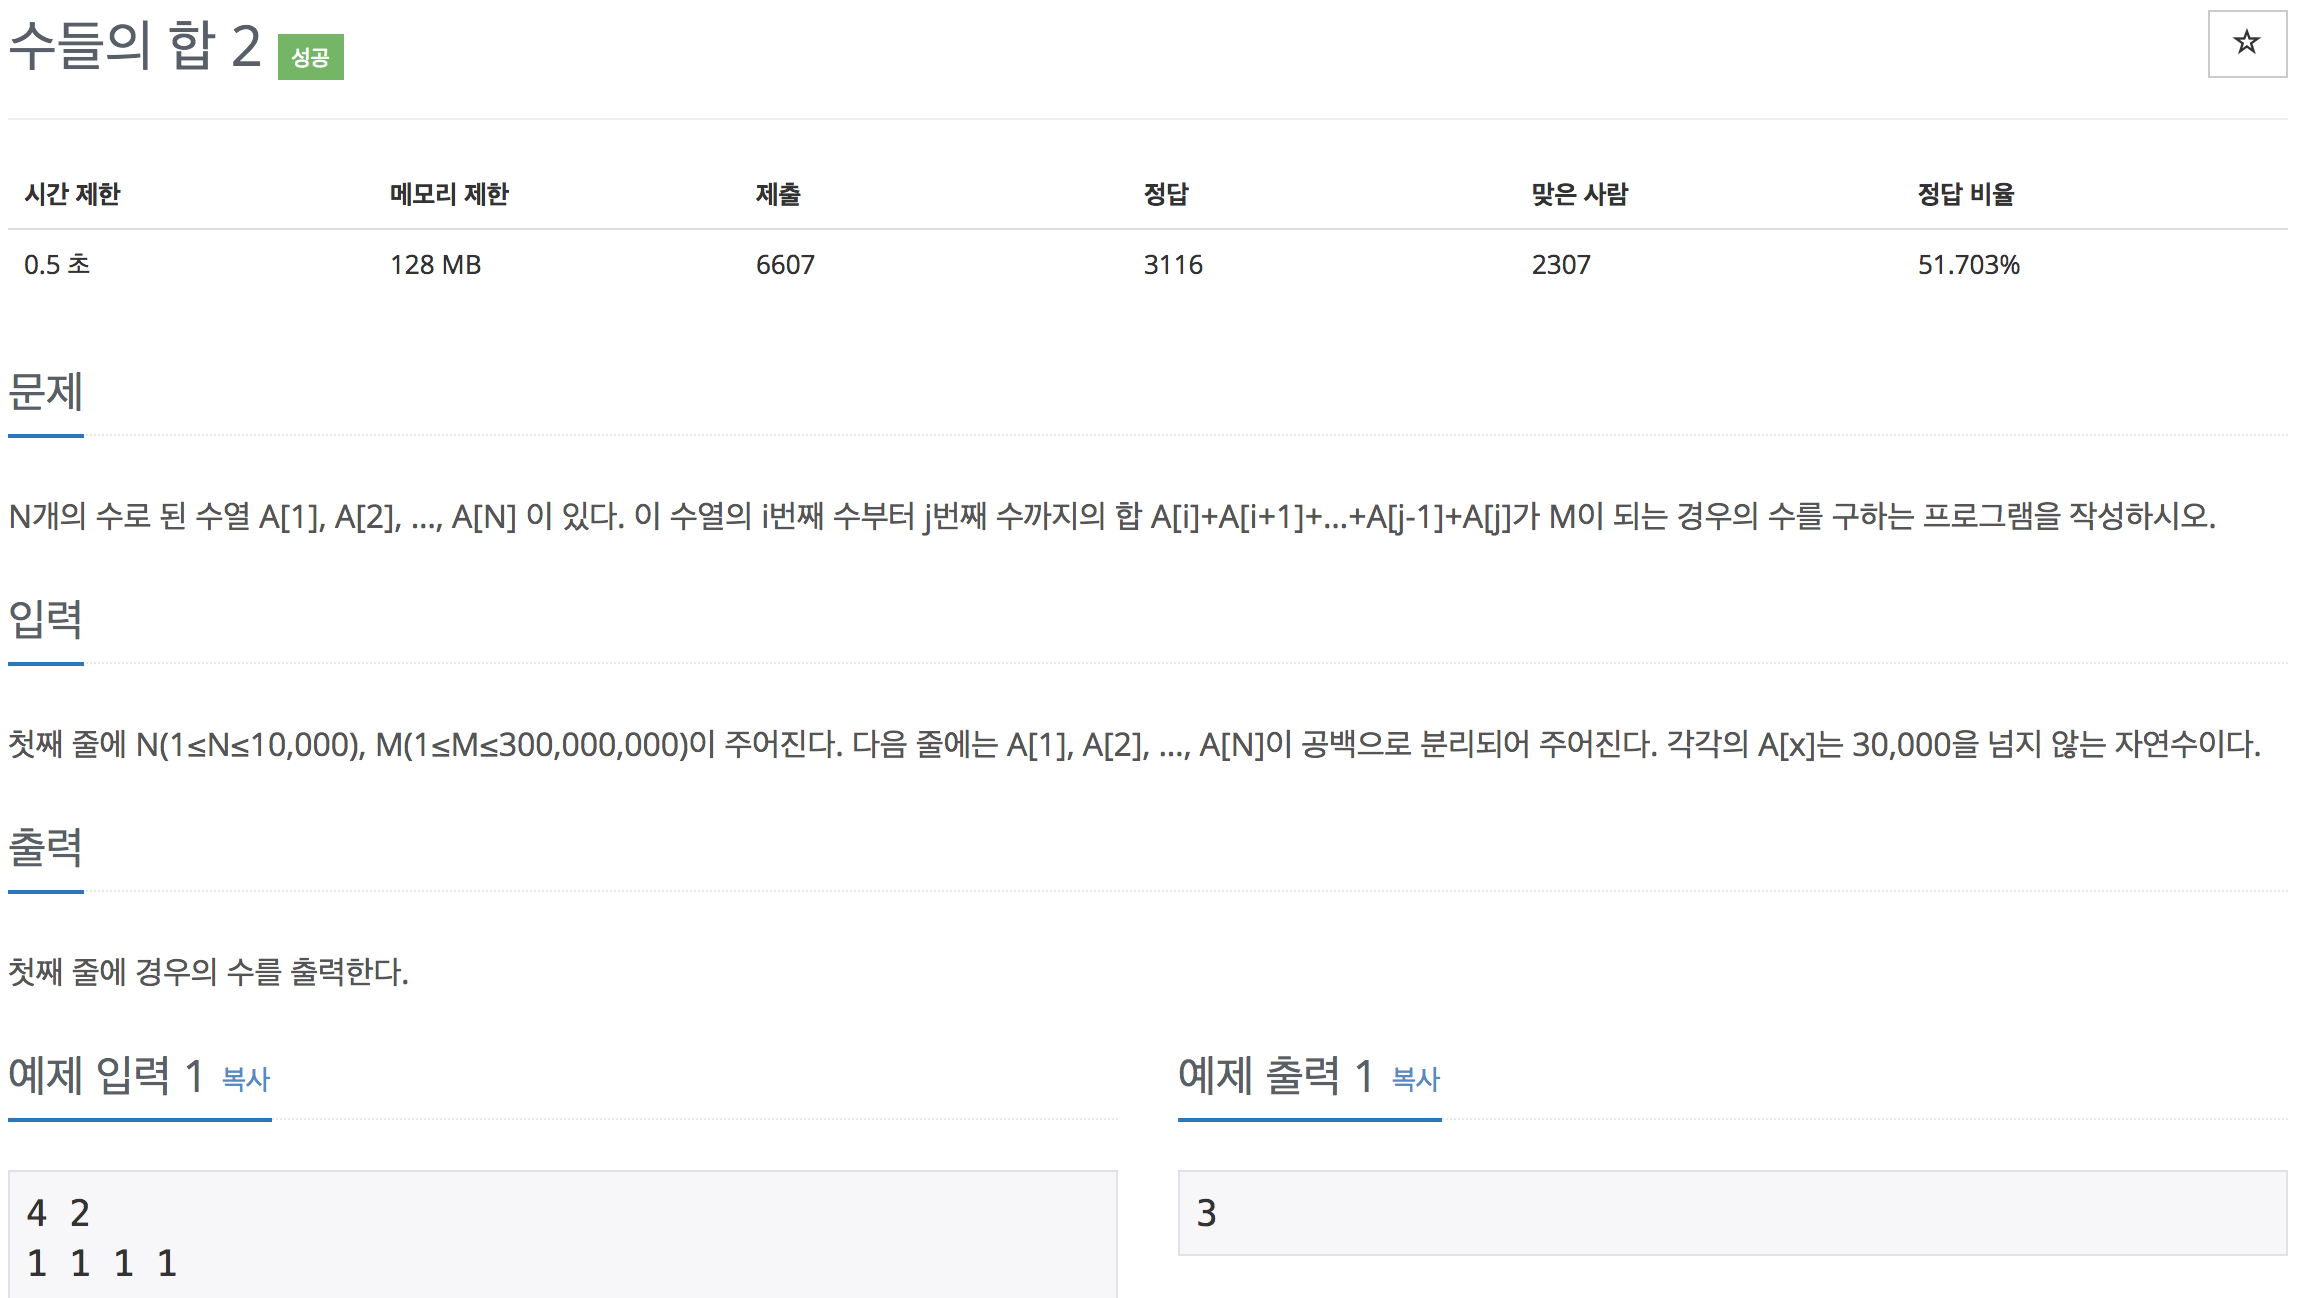 수들의 합 2 성공
☆
시간 제한 메모리 제한 제출 정답 맞은 사람 정답 비율
0.5 초 128 MB 6607 3116 2307 51.703%
문제
N개의 수로 된 수열 A[1], A[2], …, A[N] 이 있다. 이 수열의 i번째 수부터 j번째 수까지의 합 A[i]+A[i+1]+…+A[j-1]+A[j]가 M이 되는 경우의 수를 구하는 프로그램을 작성하시오.
입력
첫째 줄에 N(1≤N≤10,000), M(1≤M≤300,000,000)이 주어진다. 다음 줄에는 A[1], A[2], …, A[N]이 공백으로 분리되어 주어진다. 각각의 A[x]는 30,000을 넘지 않는 자연수이다.
출력
첫째 줄에 경우의 수를 출력한다.
예제 입력 1 복사
4 2
1 1 1 1
예제 출력 1 복사
3